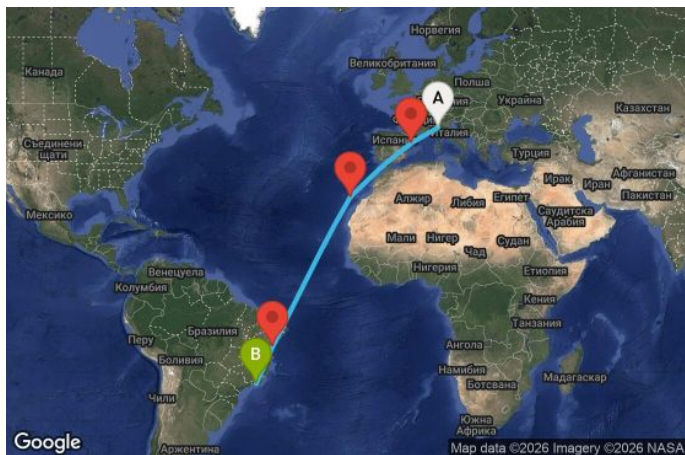 Норвегия
Канада
Великобритания
Полша
A
Украйна
Казахстан
Италия
Съединени
щати
Турция
Мексико
Ирак
Иран
Афганистан
Пакистан
Алжир
Либия
Египет
Саудитска
Арабия
Мали
Нигер
Чад
Судан
Венецуела
Колумбия
Нигерия
Етиопия
Кения
Перу
Бразилия
Боливия
B
Ангола
Танзания
Намибия
Ботсвана
Мадагаскар
Чили
Южна
Африка
Аржентина
Google
Map data ©2026 Imagery ©2026 NASA